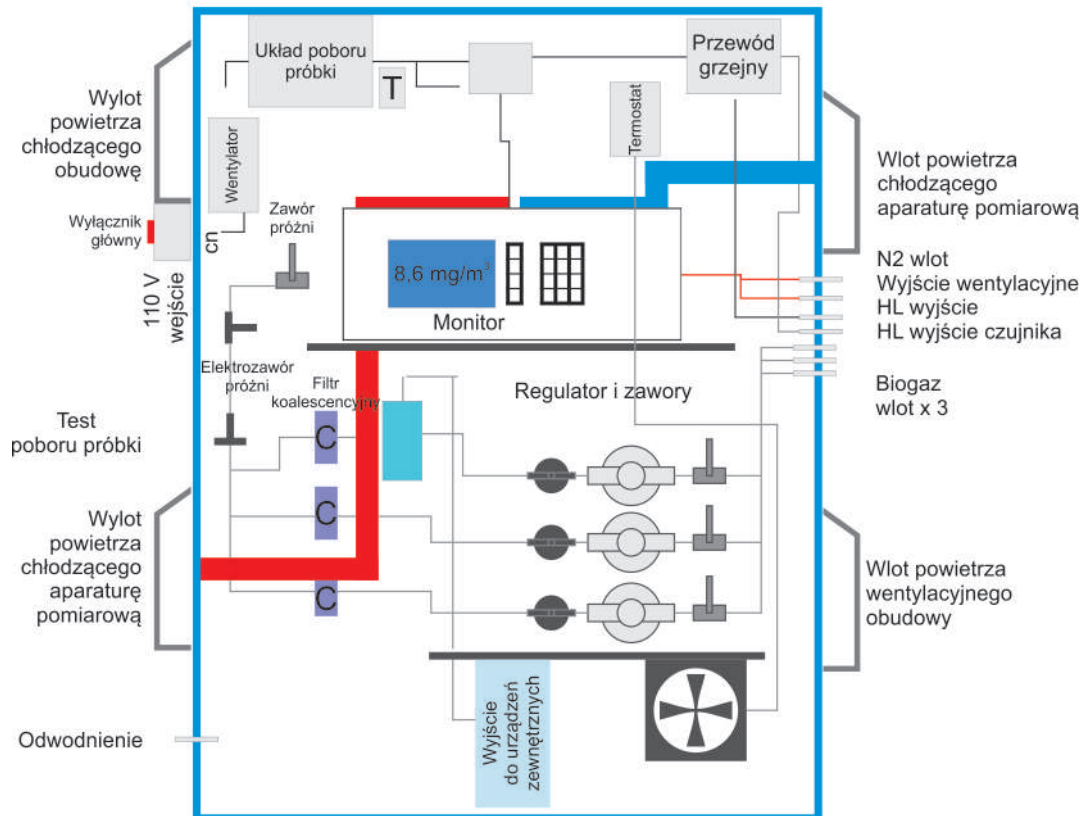 Układ poboru
próbki
T
Przewód
grzejny
Wylot
powietrza
chłodzącego
obudowę
Wentylator
Termostat
Wlot powietrza
chłodzącego
aparaturę pomiarową
Wyłącznik
główny
cn
Zawór
próżni
110 V
wejście
8,6 mg/m³
Monitor
N2 wlot
Wyjście wentylacyjne
HL wyjście
HL wyjście czujnika
Elektrozawór
próżni
Filtr
koalescencyjny
Regulator i zawory
Biogaz
wlot x 3
Test
poboru próbki
C
C
C
Wylot
powietrza
chłodzącego
aparaturę
pomiarową
Wlot powietrza
wentylacyjnego
obudowy
Wyjście
do urządzeń
zewnętrznych
Odwodnienie